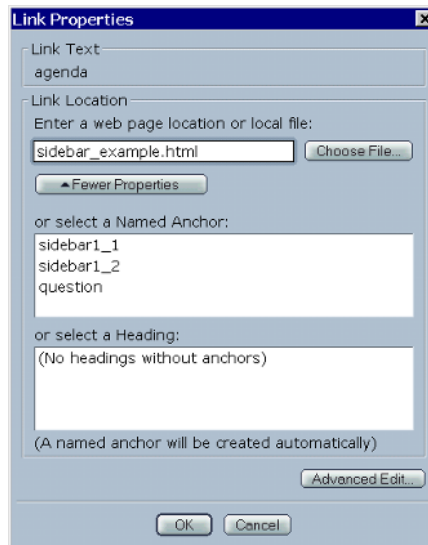 Link Properties
Link Text
agenda
Link Location
Enter a web page location or local file:
sidebar_example.html Choose File...
Fewer Properties
or select a Named Anchor:
sidebar1_1
sidebar1_2
question
or select a Heading:
(No headings without anchors)
(A named anchor will be created automatically)
Advanced Edit...
OK Cancel